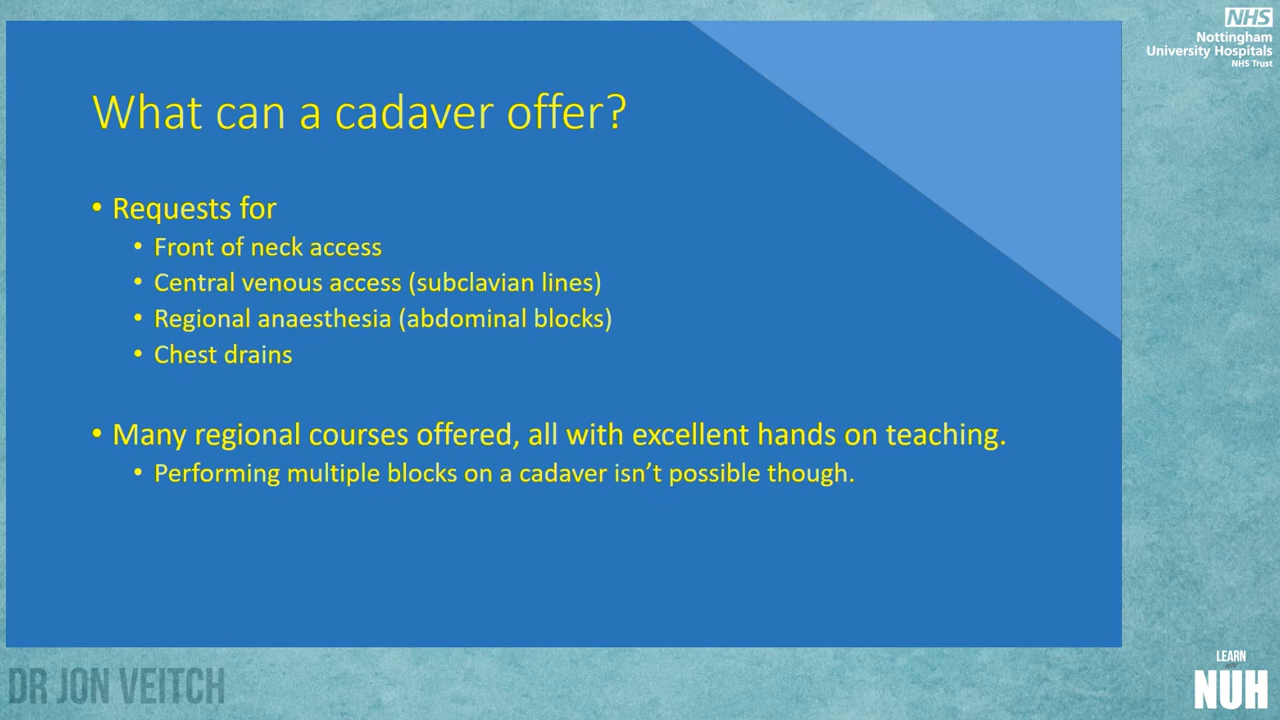 NHS
Nottingham
University Hospitals
NHS Trust
What can a cadaver offer?
• Requests for
• Front of neck access
• Central venous access (subclavian lines)
• Regional anaesthesia (abdominal blocks)
• Chest drains
• Many regional courses offered, all with excellent hands on teaching.
• Performing multiple blocks on a cadaver isn't possible though.
DR JON VEITCH
LEARN
NUH